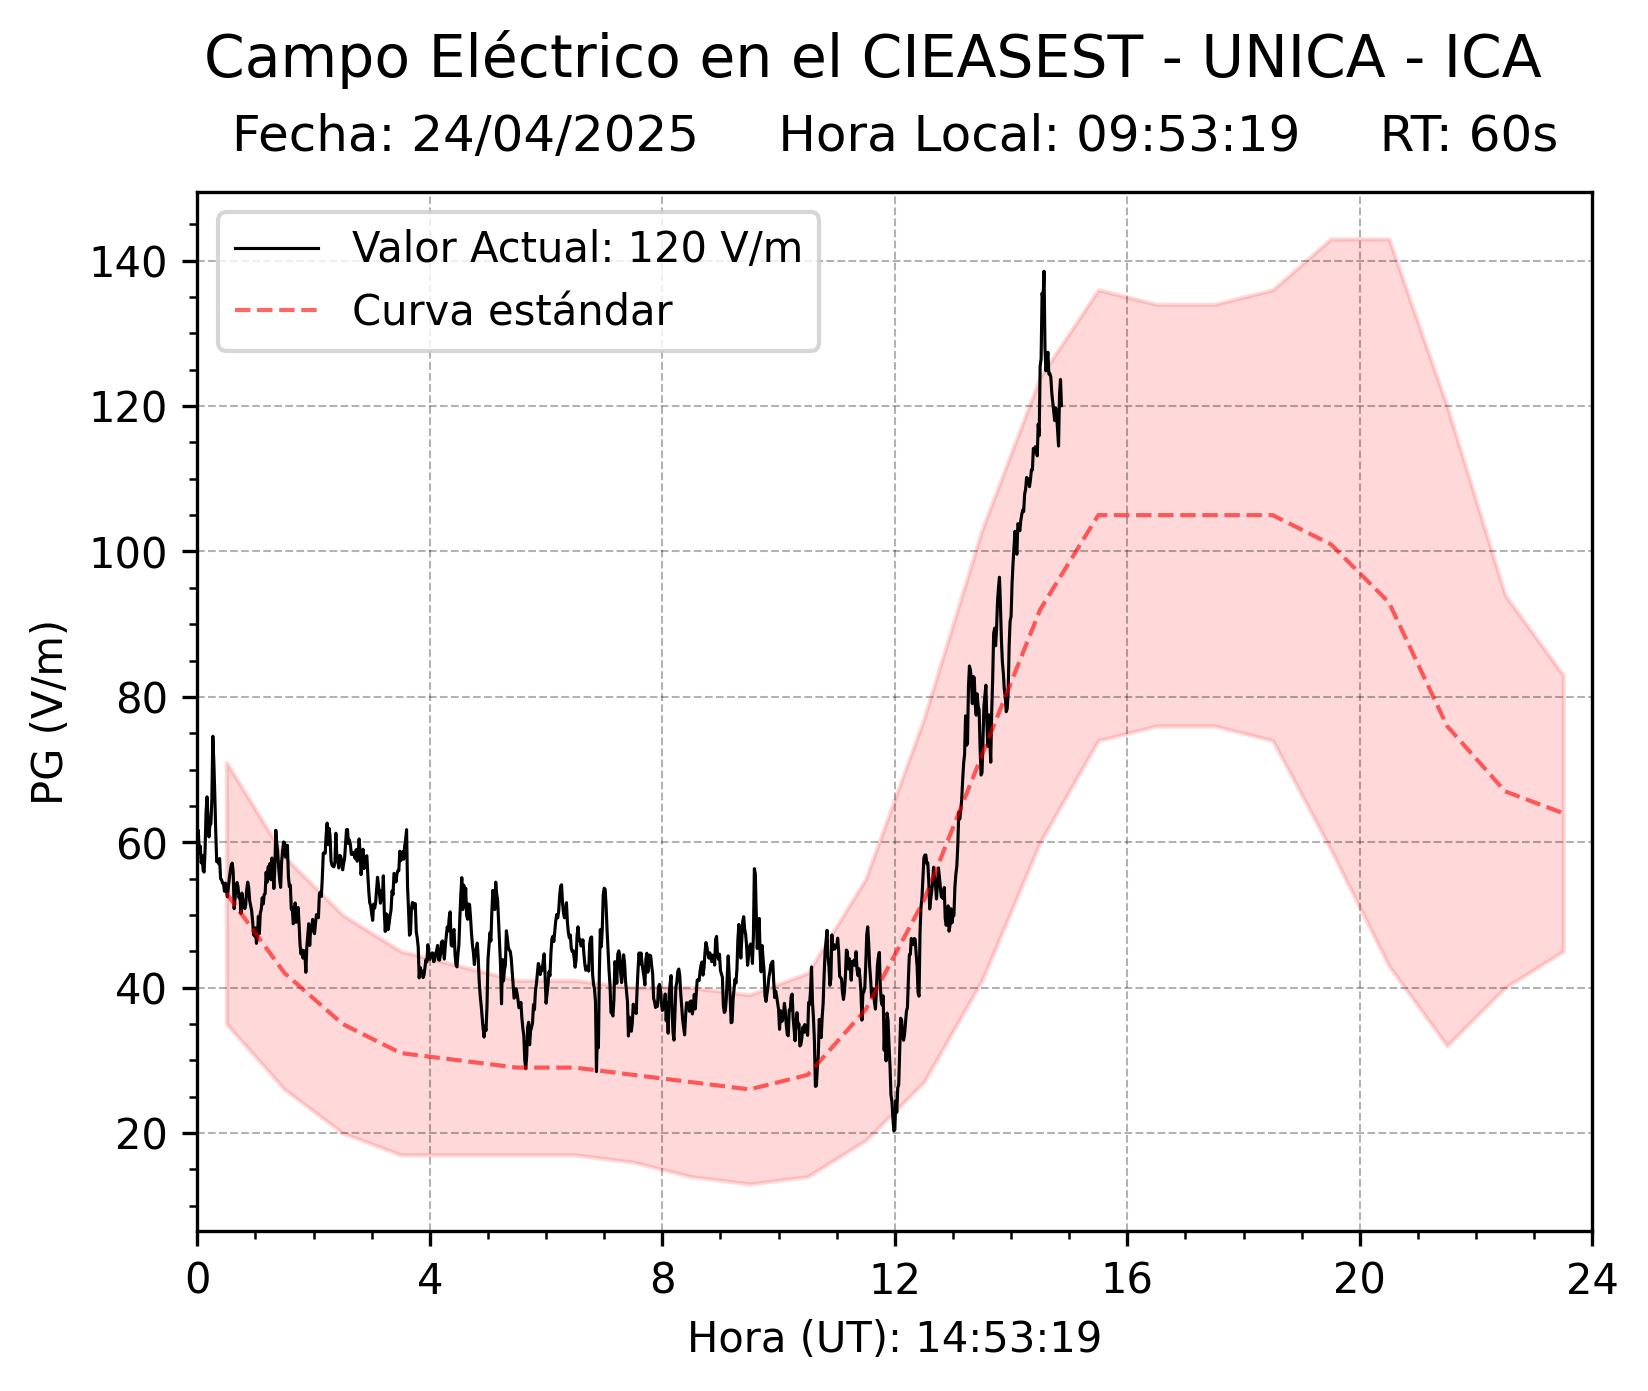 Campo Eléctrico en el CIEASEST - UNICA - ICA
Fecha: 24/04/2025 Hora Local: 09:53:19 RT: 60s
Valor Actual: 120 V/m
Curva estándar
PG (V/m)
140
120
100
80
60
40
20
0 4 8 12 16 20 24
Hora (UT): 14:53:19